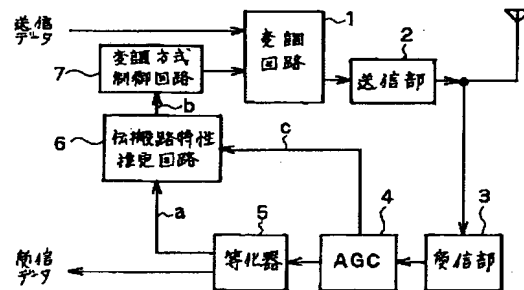 送信
データ
1
変調
回路
2
送信部
変調方式
制御回路
7
b
伝搬路特性
推定回路
6
c
a
5
等化器
4
AGC
3
受信部
受信
データ